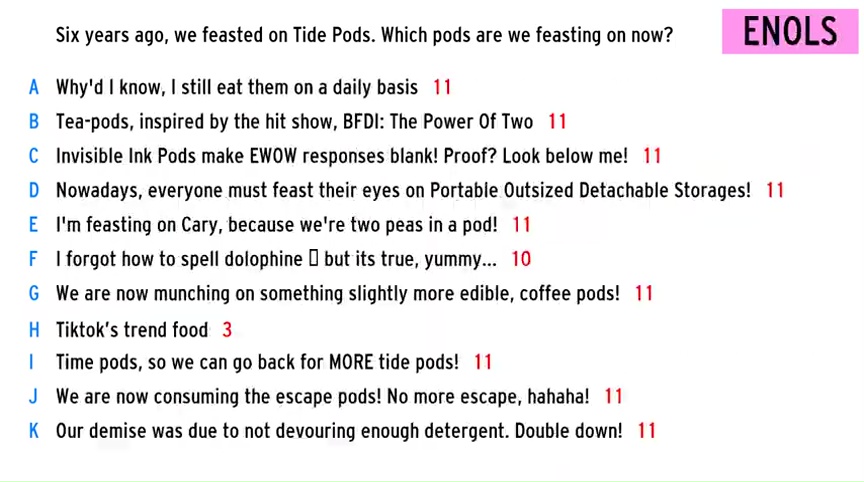 Six years ago, we feasted on Tide Pods. Which pods are we feasting on now?
ENOLS
A Why'd I know, I still eat them on a daily basis 11
B Tea-pods, inspired by the hit show, BFDI: The Power Of Two 11
C Invisible Ink Pods make EWOW responses blank! Proof? Look below me! 11
D Nowadays, everyone must feast their eyes on Portable Outsized Detachable Storages! 11
E I'm feasting on Cary, because we're two peas in a pod! 11
F I forgot how to spell dolophine ▯ but its true, yummy... 10
G We are now munching on something slightly more edible, coffee pods! 11
H Tiktok’s trend food 3
I Time pods, so we can go back for MORE tide pods! 11
J We are now consuming the escape pods! No more escape, hahaha! 11
K Our demise was due to not devouring enough detergent. Double down! 11